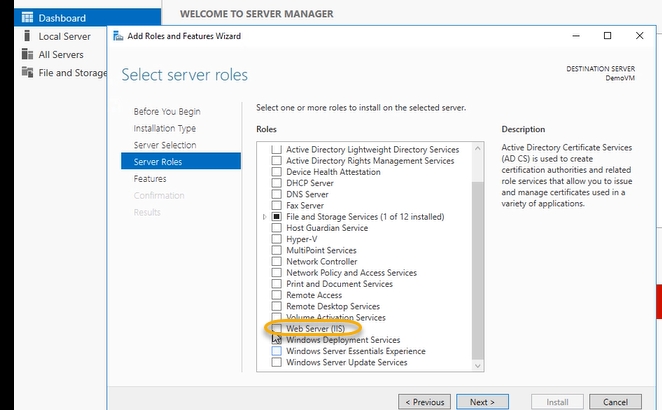 Dashboard
WELCOME TO SERVER MANAGER
Local Server
All Servers
File and Storage
Add Roles and Features Wizard
Select server roles
DESTINATION SERVER
DemoVM
Before You Begin
Installation Type
Server Selection
Server Roles
Features
Confirmation
Results
Select one or more roles to install on the selected server.
Roles
Active Directory Lightweight Directory Services
Active Directory Rights Management Services
Device Health Attestation
DHCP Server
DNS Server
Fax Server
File and Storage Services (1 of 12 installed)
Host Guardian Service
Hyper-V
MultiPoint Services
Network Controller
Network Policy and Access Services
Print and Document Services
Remote Access
Remote Desktop Services
Volume Activation Services
Web Server (IIS)
Windows Deployment Services
Windows Server Essentials Experience
Windows Server Update Services
Description
Active Directory Certificate Services
(AD CS) is used to create
certification authorities and related
role services that allow you to issue
and manage certificates used in a
variety of applications.
< Previous
Next >
Install
Cancel